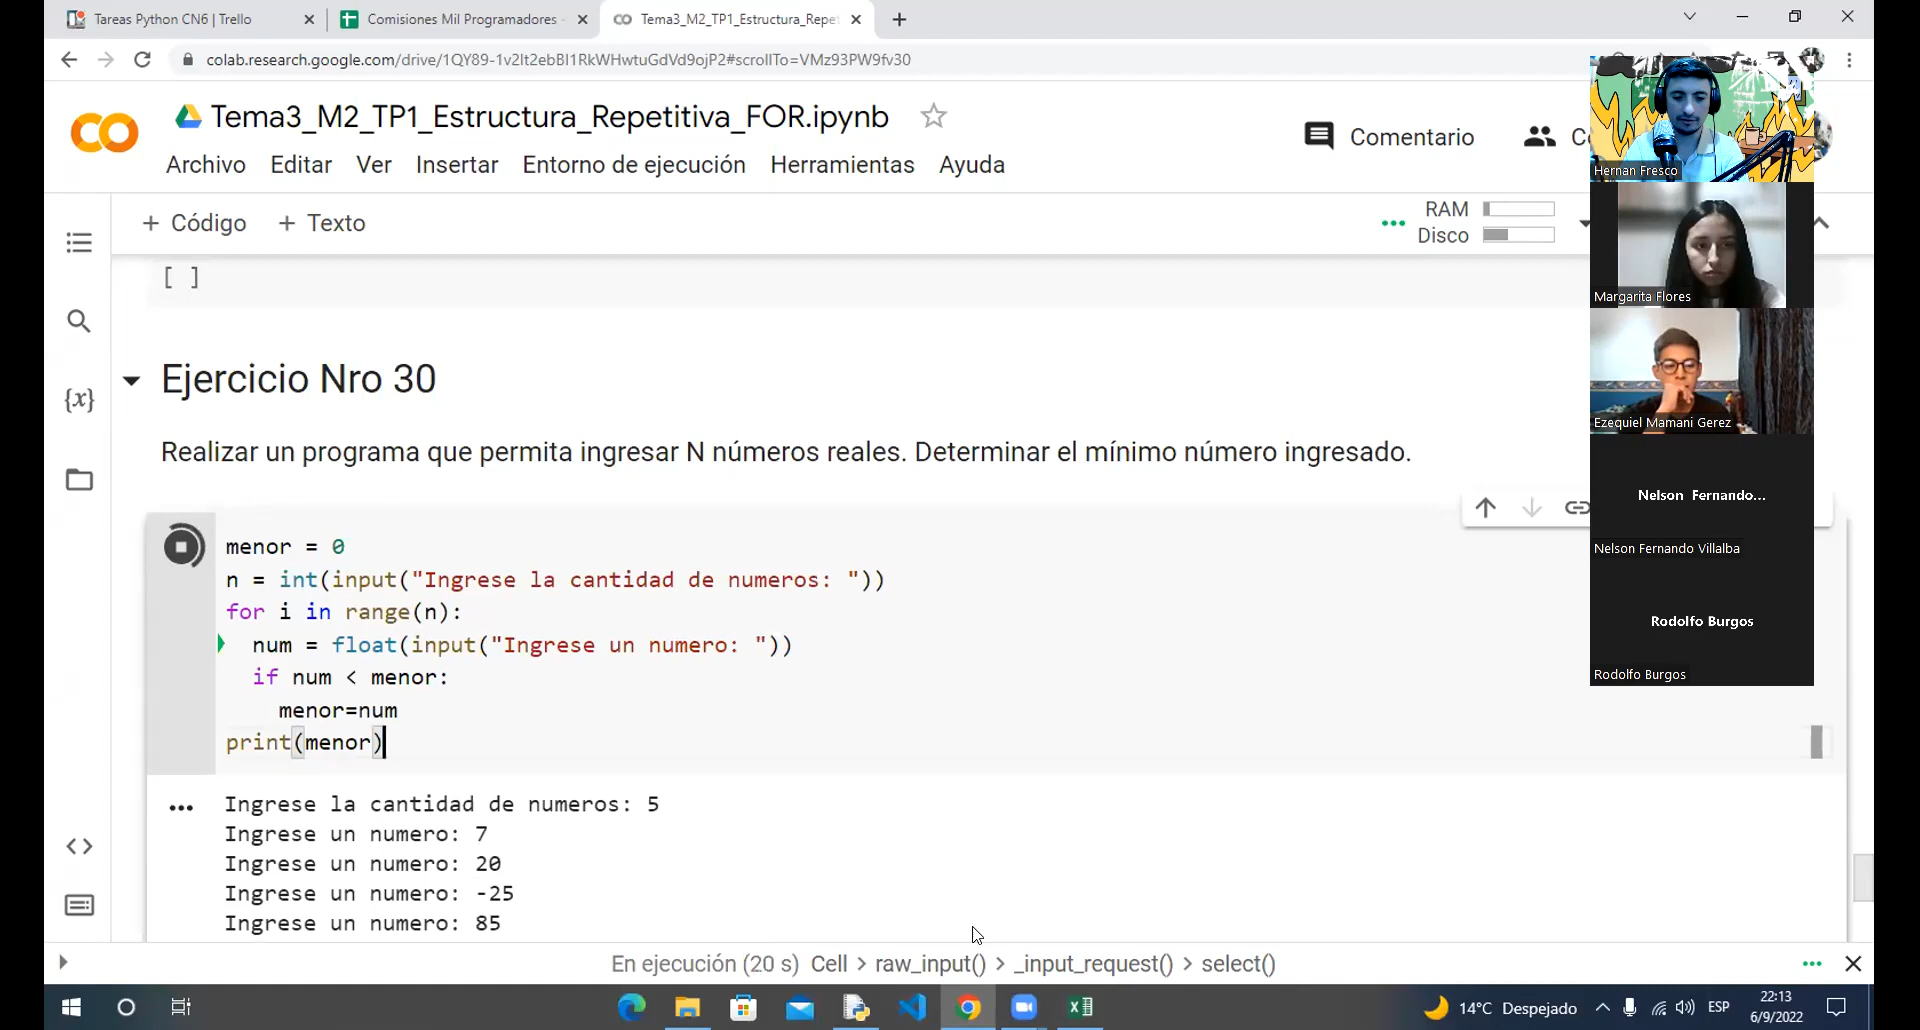 Tareas Python CN6 | Trello
Comisiones Mil Programadores -
Tema3_M2_TP1_Estructura_Repet
colab.research.google.com/drive/1QY89-1v2It2ebBI1RkWHwtuGdVd9ojP2#scrollTo=VMz93PW9fv30
Tema3_M2_TP1_Estructura_Repetitiva_FOR.ipynb
Comentario
Archivo Editar Ver Insertar Entorno de ejecución Herramientas Ayuda
+ Código + Texto
RAM
Disco
[ ]
Ejercicio Nro 30
Realizar un programa que permita ingresar N números reales. Determinar el mínimo número ingresado.
menor = 0
n = int(input("Ingrese la cantidad de numeros: "))
for i in range(n):
num = float(input("Ingrese un numero: "))
if num < menor:
menor=num
print(menor)
Ingrese la cantidad de numeros: 5
Ingrese un numero: 7
Ingrese un numero: 20
Ingrese un numero: -25
Ingrese un numero: 85
En ejecución (20 s) Cell > raw_input() > _input_request() > select()
Hernan Fresco
Margarita Flores
Ezequiel Mamani Gerez
Nelson Fernando...
Nelson Fernando Villalba
Rodolfo Burgos
Rodolfo Burgos
14°C Despejado
ESP
22:13
6/9/2022